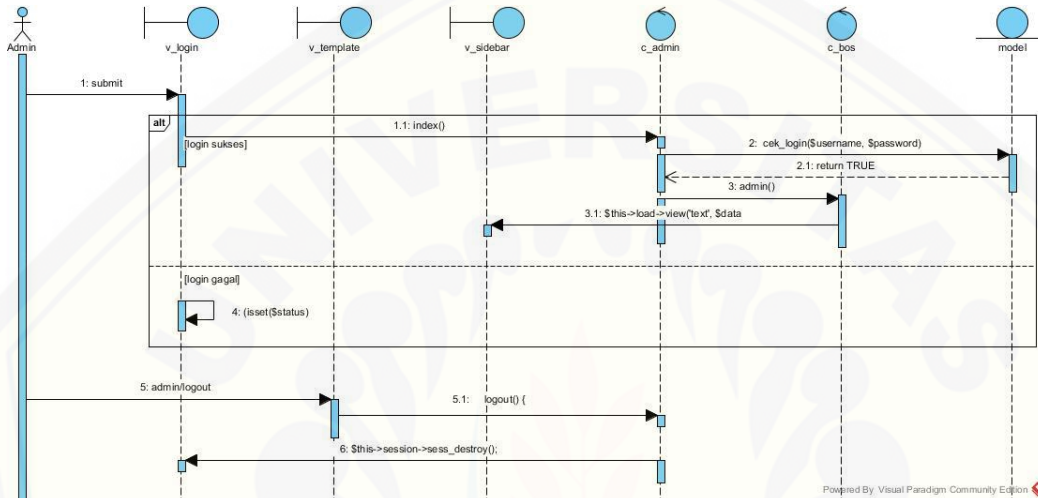 Admin
v_login
v_template
v_sidebar
c_admin
c_bos
model
1: submit
alt
1.1: index()
[login sukses]
2: cek_login($username, $password)
2.1: return TRUE
3: admin()
3.1: $this->load->view('text', $data
[login gagal]
4: (isset($status)
5: admin/logout
5.1: logout() {
6: $this->session->sess_destroy();
UNIVERSITAS
Powered By Visual Paradigm Community Edition